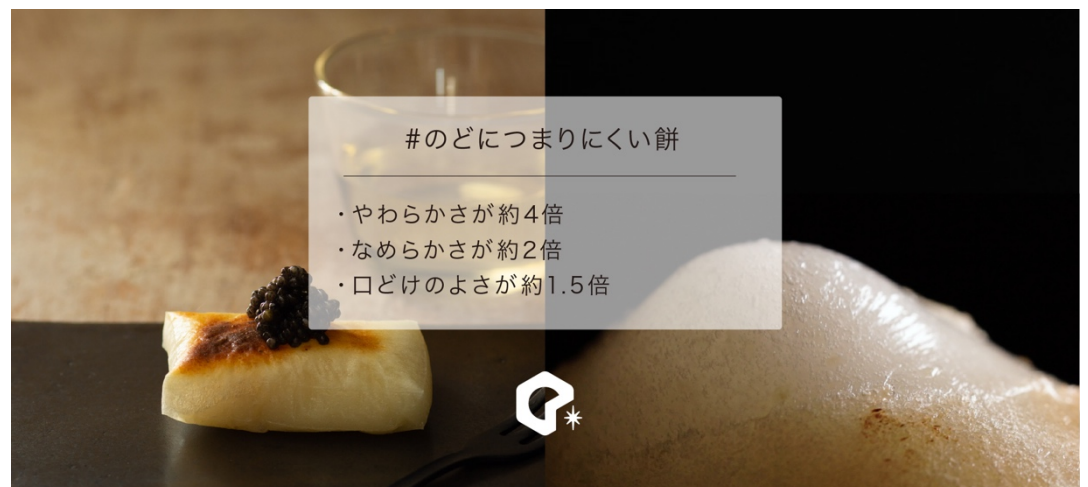 #のどにつまりにくい餅
・やわらかさが約4倍
・なめらかさが約2倍
・口どけのよさが約1.5倍